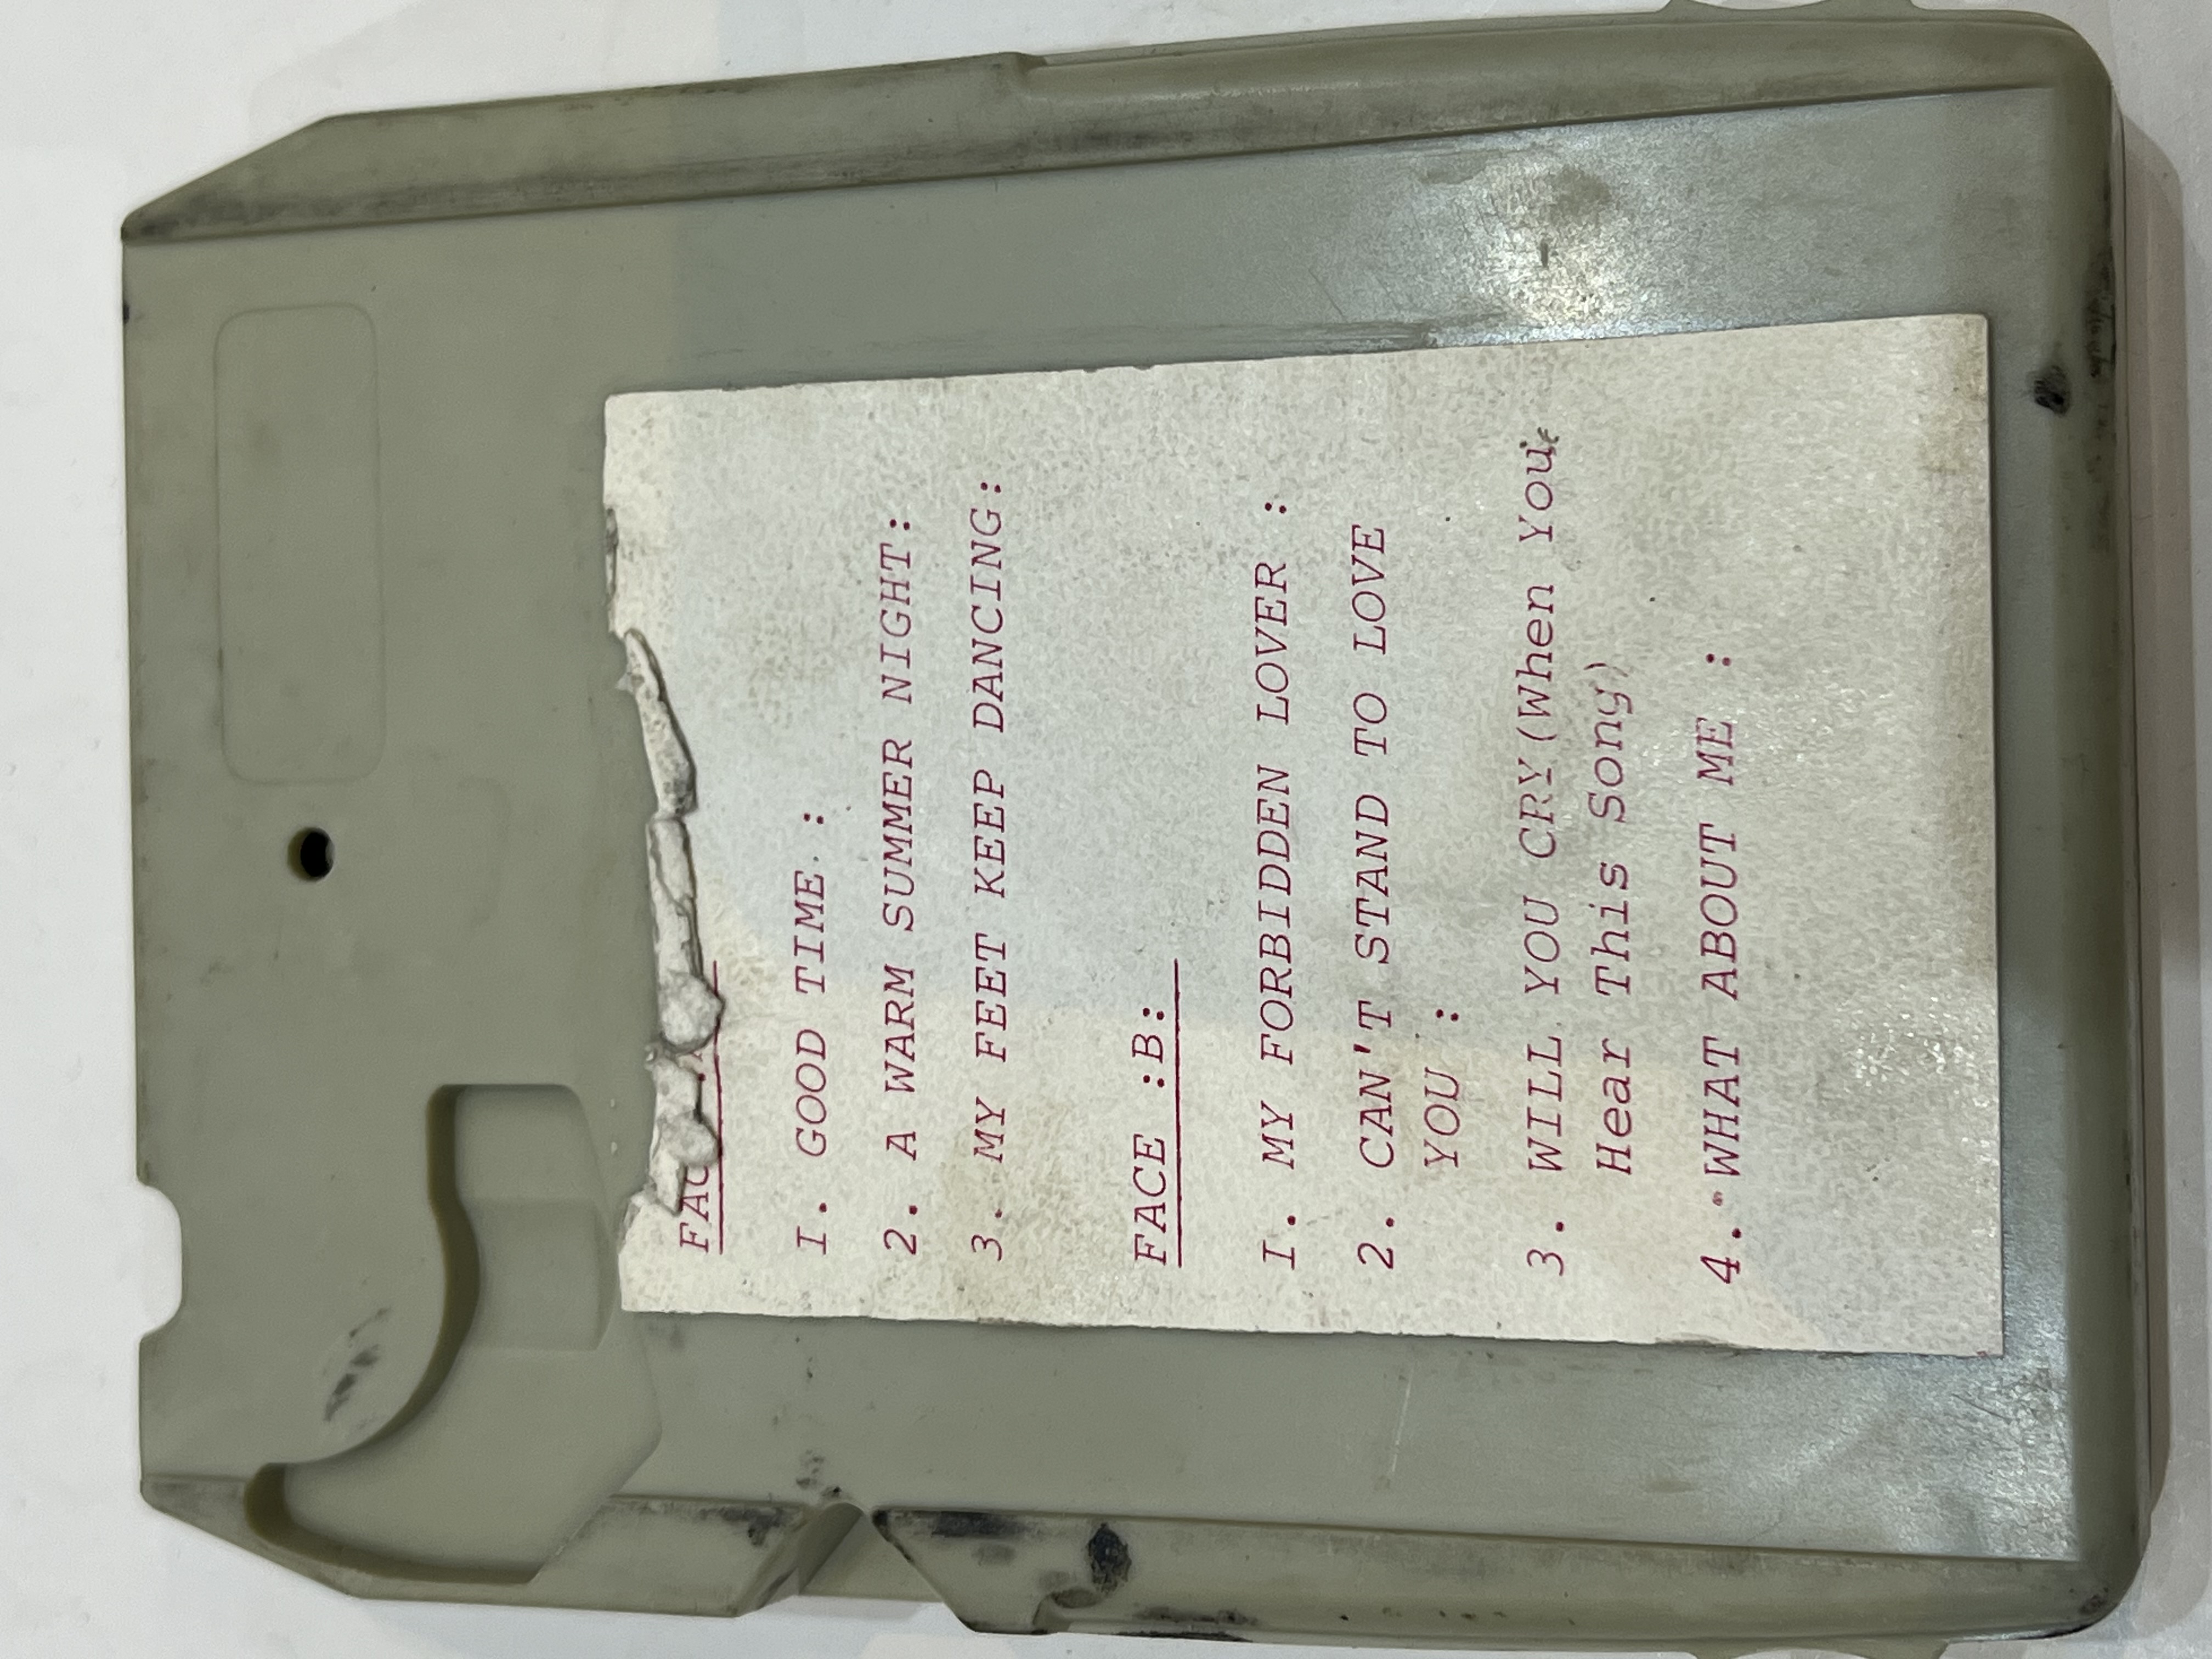 FAC
I. GOOD TIME :
2. A WARM SUMMER NIGHT:
3. MY FEET KEEP DANCING:
FACE :B:
I. MY FORBIDDEN LOVER :
2. CAN'T STAND TO LOVE
YOU :
3. WILL YOU CRY(When You
Hear This Song)
4. WHAT ABOUT ME :